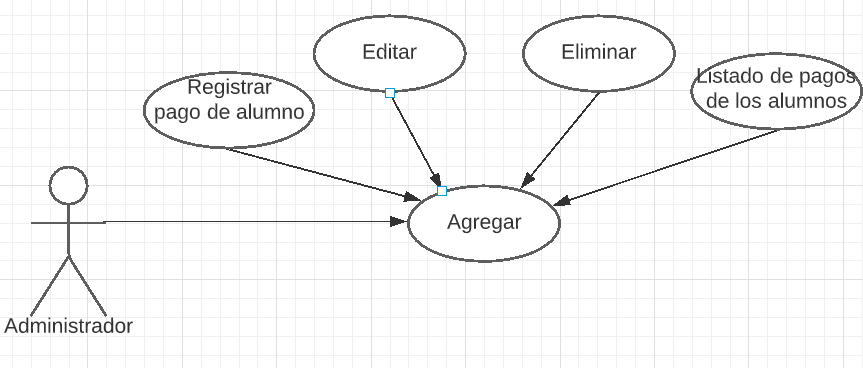 Editar
Eliminar
Registrar
pago de alumno
Listado de pagos
de los alumnos
Agregar
Administrador